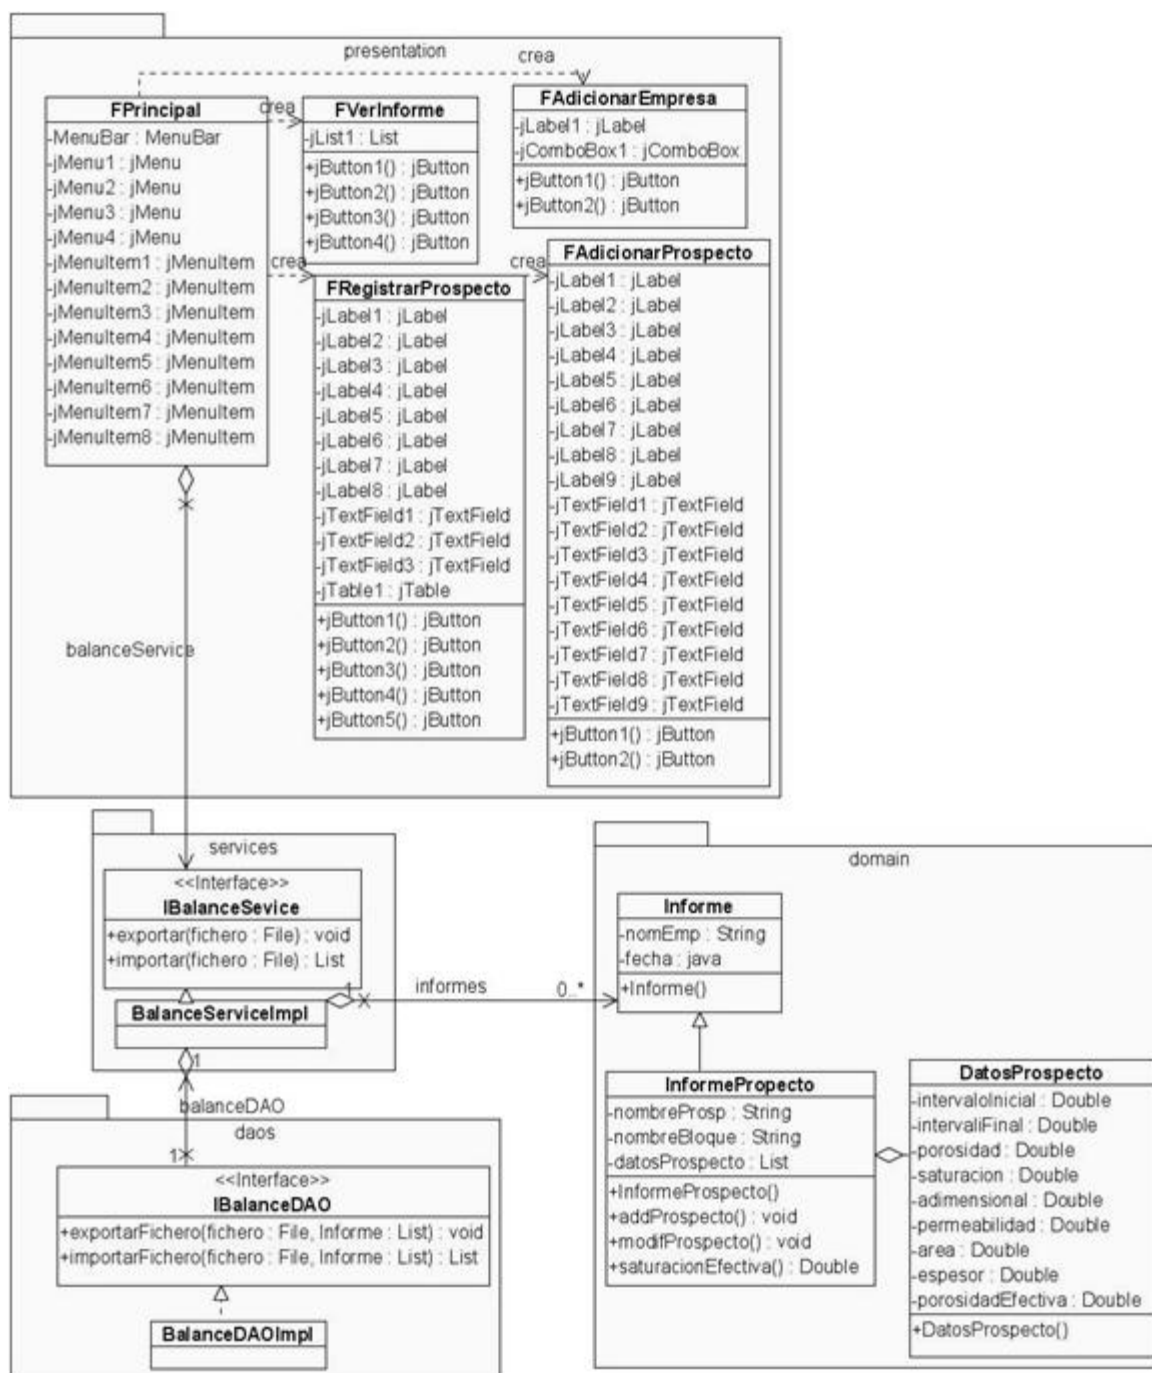 presentation
crea
FPrincipal
-MenuBar : MenuBar
-jMenu1 : jMenu
-jMenu2 : jMenu
-jMenu3 : jMenu
-jMenu4 : jMenu
-jMenuItem1 : jMenuItem
-jMenuItem2 : jMenuItem
-jMenuItem3 : jMenuItem
-jMenuItem4 : jMenuItem
-jMenuItem5 : jMenuItem
-jMenuItem6 : jMenuItem
-jMenuItem7 : jMenuItem
-jMenuItem8 : jMenuItem
crea
FVerInforme
-jList1 : List
+jButton1() : jButton
+jButton2() : jButton
+jButton3() : jButton
+jButton4() : jButton
FAdicionarEmpresa
-jLabel1 : jLabel
-jComboBox1 : jComboBox
+jButton1() : jButton
+jButton2() : jButton
crea
FRegistrarProspecto
-jLabel1 : jLabel
-jLabel2 : jLabel
-jLabel3 : jLabel
-jLabel4 : jLabel
-jLabel5 : jLabel
-jLabel6 : jLabel
-jLabel7 : jLabel
-jLabel8 : jLabel
-jTextField1 : jTextField
-jTextField2 : jTextField
-jTextField3 : jTextField
-jTable1 : jTable
+jButton1() : jButton
+jButton2() : jButton
+jButton3() : jButton
+jButton4() : jButton
+jButton5() : jButton
crea
FAdicionarProspecto
-jLabel1 : jLabel
-jLabel2 : jLabel
-jLabel3 : jLabel
-jLabel4 : jLabel
-jLabel5 : jLabel
-jLabel6 : jLabel
-jLabel7 : jLabel
-jLabel8 : jLabel
-jLabel9 : jLabel
-jTextField1 : jTextField
-jTextField2 : jTextField
-jTextField3 : jTextField
-jTextField4 : jTextField
-jTextField5 : jTextField
-jTextField6 : jTextField
-jTextField7 : jTextField
-jTextField8 : jTextField
-jTextField9 : jTextField
+jButton1() : jButton
+jButton2() : jButton
balanceService
services
<<Interface>>
IBalanceSevice
+exportar(fichero : File) : void
+importar(fichero : File) : List
BalanceServiceImpl
1
informes
0..*
1
balanceDAO
daos
1
<<Interface>>
IBalanceDAO
+exportarFichero(fichero : File, Informe : List) : void
+importarFichero(fichero : File, Informe : List) : List
BalanceDAOImpl
domain
Informe
-nomEmp : String
-fecha : java
+Informe()
InformePropecto
-nombreProsp : String
-nombreBloque : String
-datosProspecto : List
+InformeProspecto()
+addProspecto() : void
+modifProspecto() : void
+saturacionEfectiva() : Double
DatosProspecto
-intervaloInicial : Double
-intervaliFinal : Double
-porosidad : Double
-saturacion : Double
-adimensional : Double
-permeabilidad : Double
-area : Double
-espesor : Double
-porosidadEfectiva : Double
+DatosProspecto()